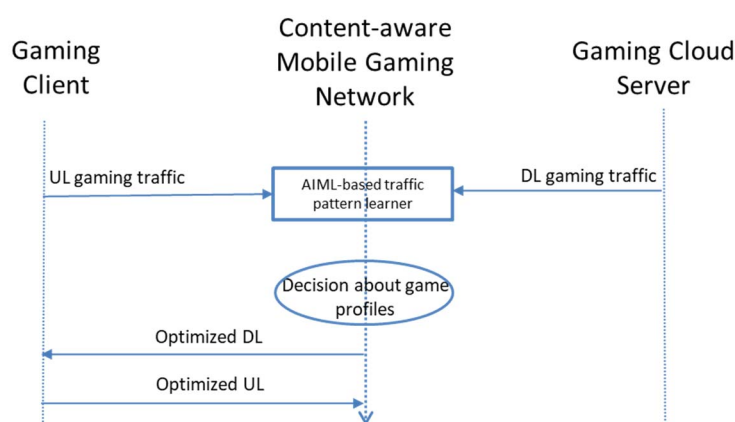 Gaming
Client
Content-aware
Mobile Gaming
Network
Gaming Cloud
Server
UL gaming traffic
AIML-based traffic
pattern learner
DL gaming traffic
Decision about game
profiles
Optimized DL
Optimized UL